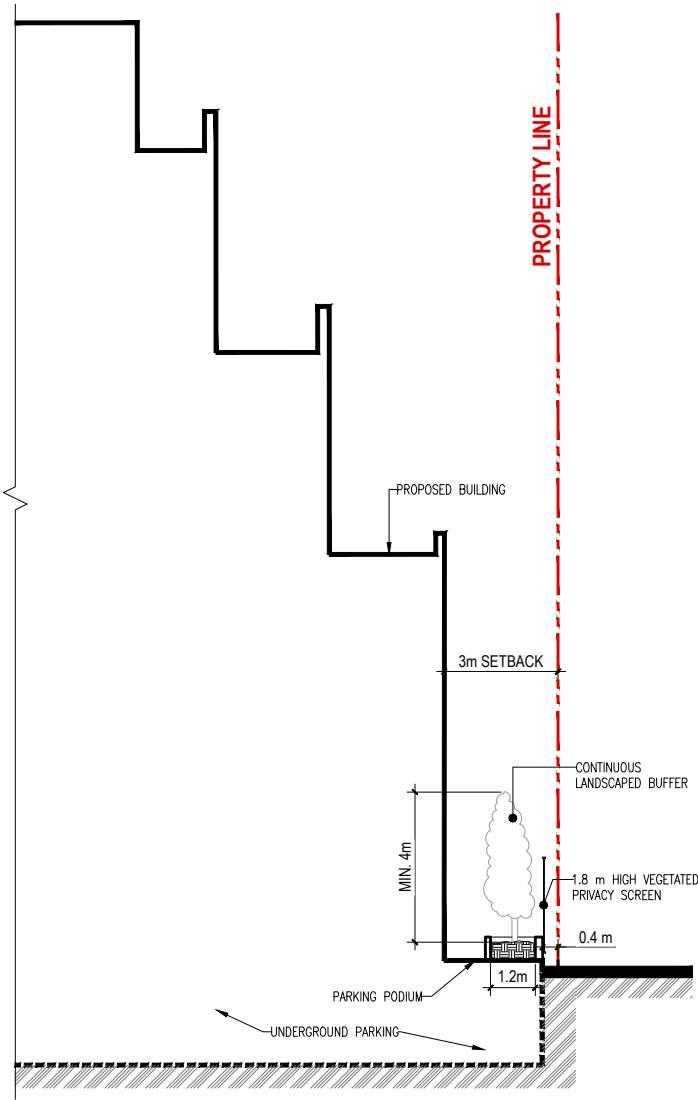 PROPERTY LINE
PROPOSED BUILDING
3m SETBACK
CONTINUOUS
LANDSCAPED BUFFER
MIN. 4m
1.8 m HIGH VEGETATED
PRIVACY SCREEN
0.4 m
1.2m
PARKING PODIUM
UNDERGROUND PARKING